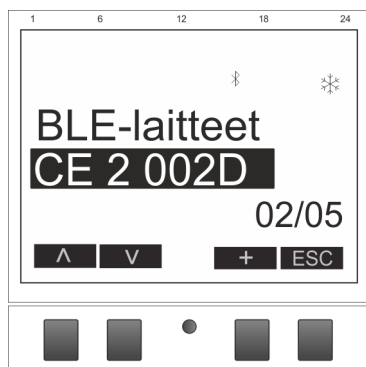 1 6 12 18 24
BLE-laitteet
CE 2 002D
02/05
ᐱ ᐯ + ESC